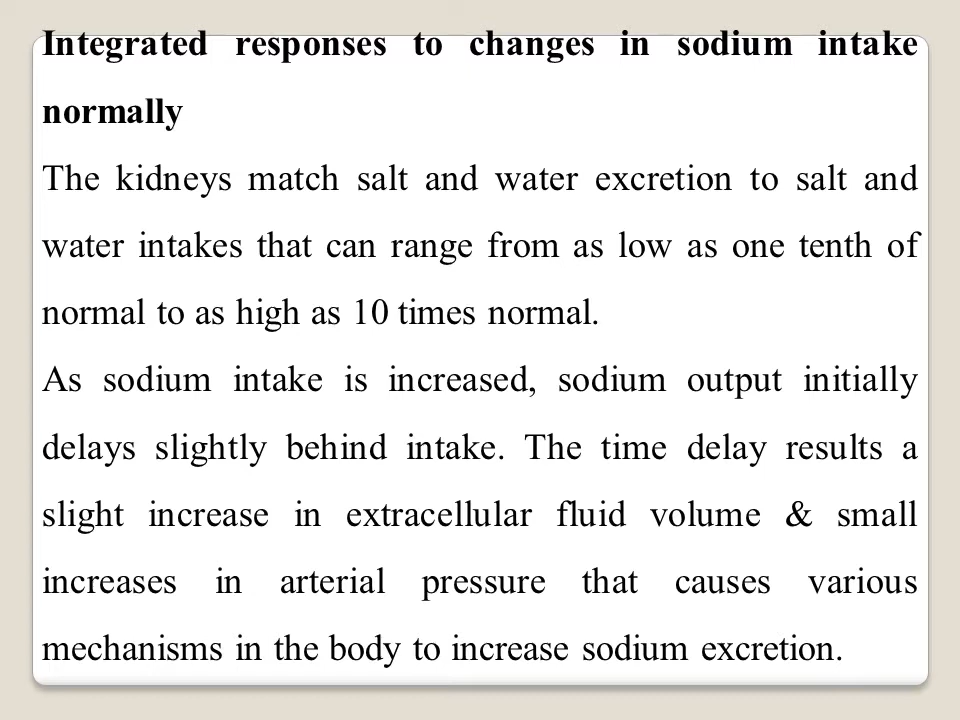 Integrated responses to changes in sodium intake
normally
The kidneys match salt and water excretion to salt and
water intakes that can range from as low as one tenth of
normal to as high as 10 times normal.
As sodium intake is increased, sodium output initially
delays slightly behind intake. The time delay results a
slight increase in extracellular fluid volume & small
increases in arterial pressure that causes various
mechanisms in the body to increase sodium excretion.